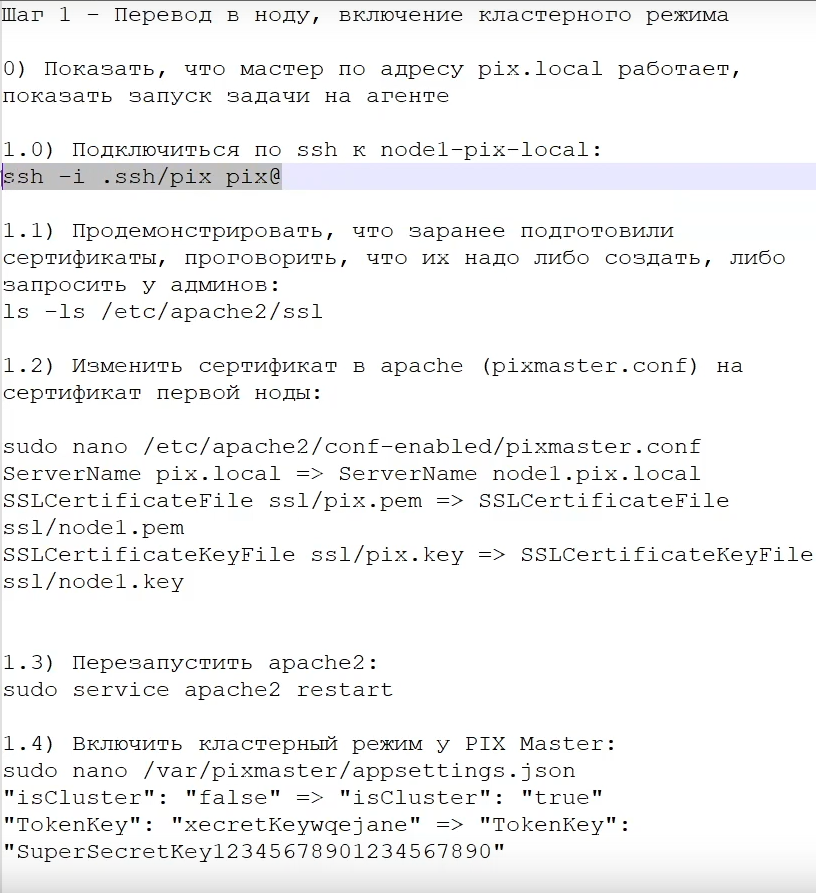 Шаг 1 - Перевод в ноду, включение кластерного режима
0) Показать, что мастер по адресу pix.local работает,
показать запуск задачи на агенте
1.0) Подключиться по ssh к node1-pix-local:
ssh -i .ssh/pix pix@
1.1) Продемонстрировать, что заранее подготовили
сертификаты, проговорить, что их надо либо создать, либо
запросить у админов:
ls -ls /etc/apache2/ssl
1.2) Изменить сертификат в apache (pixmaster.conf) на
сертификат первой ноды:
sudo nano /etc/apache2/conf-enabled/pixmaster.conf
ServerName pix.local => ServerName node1.pix.local
SSLCertificateFile ssl/pix.pem => SSLCertificateFile
ssl/node1.pem
SSLCertificateKeyFile ssl/pix.key => SSLCertificateKeyFile
ssl/node1.key
1.3) Перезапустить apache2:
sudo service apache2 restart
1.4) Включить кластерный режим у PIX Master:
sudo nano /var/pixmaster/appsettings.json
"isCluster": "false" => "isCluster": "true"
"TokenKey": "xecretKeywqejane" => "TokenKey":
"SuperSecretKey12345678901234567890"